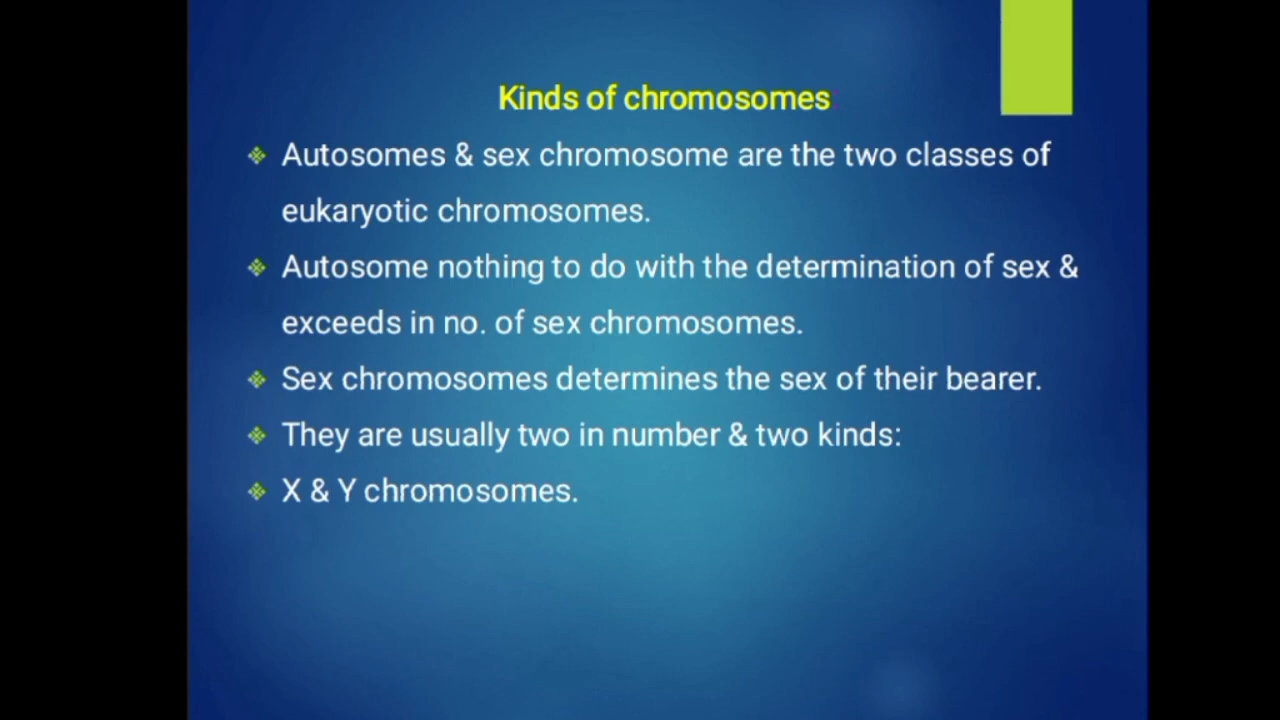 Kinds of chromosomes
Autosomes & sex chromosome are the two classes of
eukaryotic chromosomes.
Autosome nothing to do with the determination of sex &
exceeds in no. of sex chromosomes.
Sex chromosomes determines the sex of their bearer.
They are usually two in number & two kinds:
X & Y chromosomes.